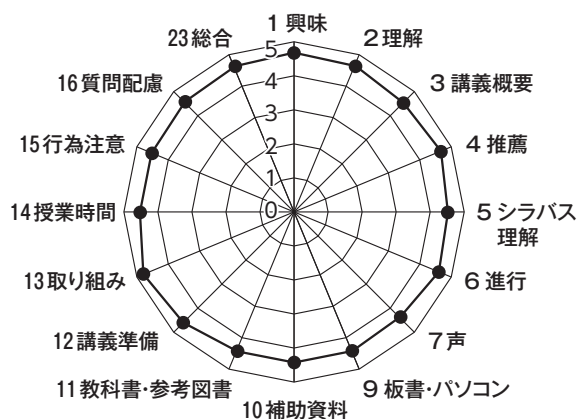 1 興味
2 理解
3 講義概要
4 推薦
5 シラバス
理解
6 進行
7 声
9 板書・パソコン
10 補助資料
11 教科書・参考図書
12 講義準備
13 取り組み
14 授業時間
15 行為注意
16 質問配慮
23 総合
5
4
3
2
1
0